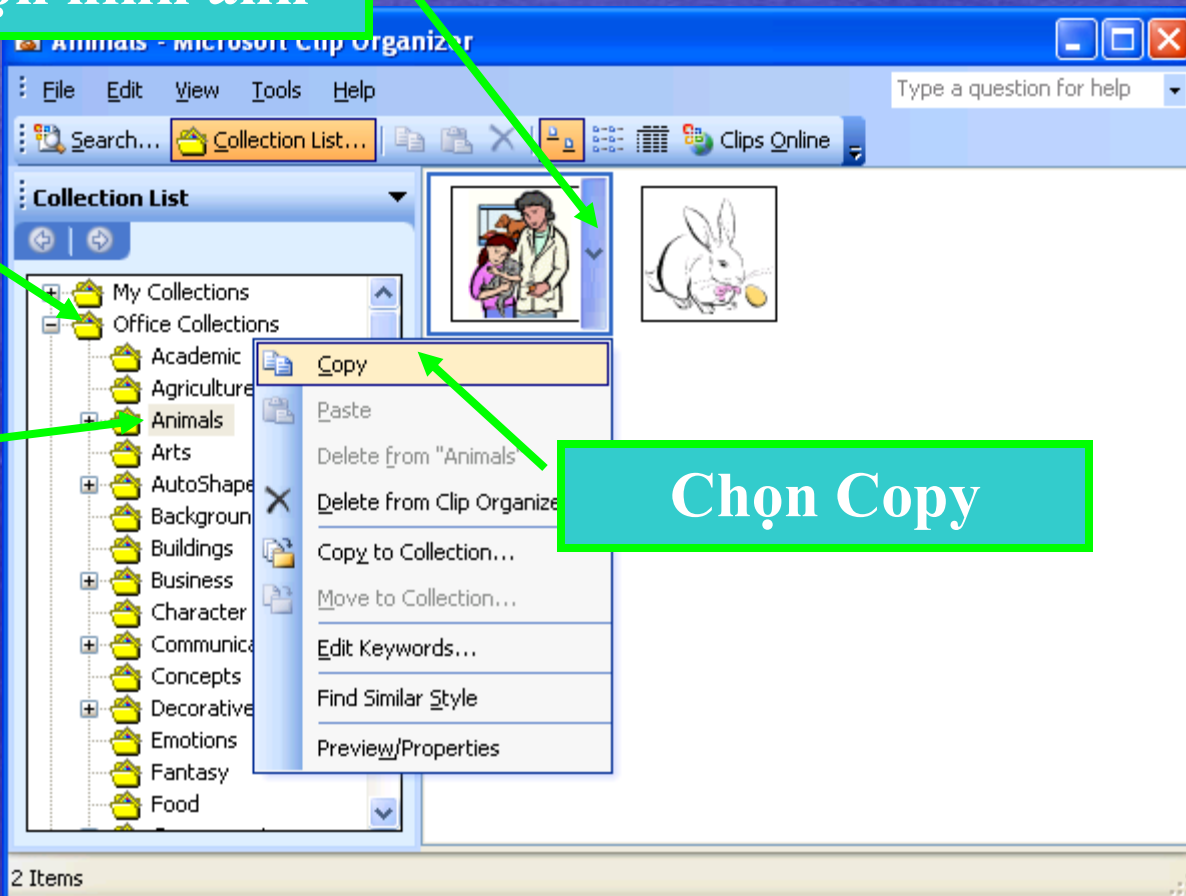 Animals - Microsoft Clip Organizer
File Edit View Tools Help
Type a question for help
Search... Collection List... Clips Online
Collection List
My Collections
Office Collections
Academic
Agriculture
Animals
Arts
AutoShape
Backgroun
Buildings
Business
Character
Communica
Concepts
Decorative
Emotions
Fantasy
Food
Copy
Paste
Delete from "Animals"
Delete from Clip Organize
Copy to Collection...
Move to Collection...
Edit Keywords...
Find Similar Style
Preview/Properties
Chọn Copy
2 Items